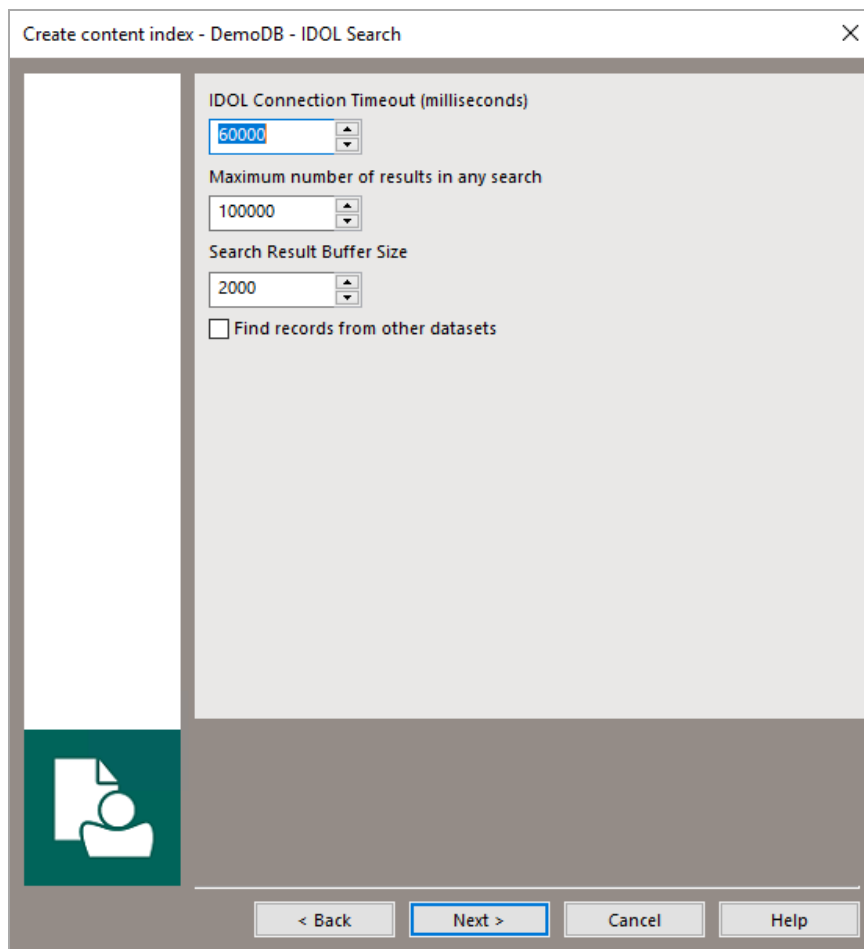 Create content index - DemoDB - IDOL Search
IDOL Connection Timeout (milliseconds)
60000
Maximum number of results in any search
100000
Search Result Buffer Size
2000
Find records from other datasets
< Back Next > Cancel Help